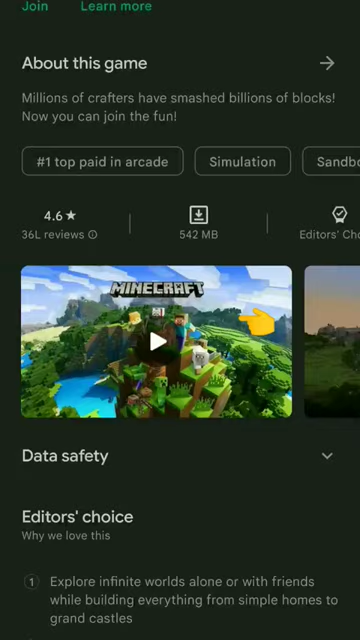 Join Learn more
About this game
Millions of crafters have smashed billions of blocks!
Now you can join the fun!
#1 top paid in arcade Simulation Sandb
4.6★
36L reviews 542 MB Editors' Cho
MINECRAFT
Data safety
Editors' choice
Why we love this
1 Explore infinite worlds alone or with friends
while building everything from simple homes to
grand castles